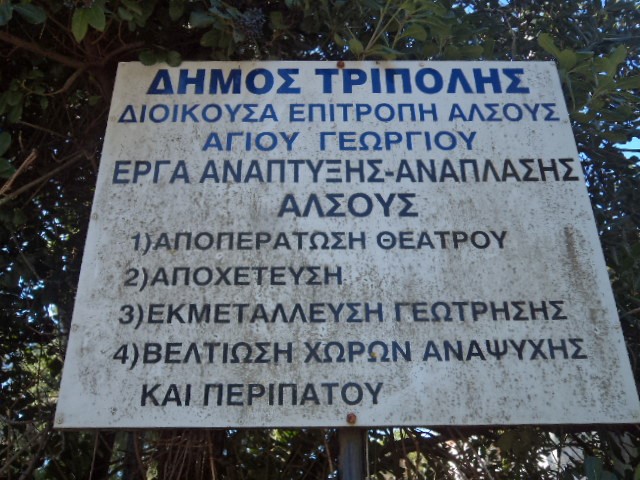 ΔΗΜΟΣ ΤΡΙΠΟΛΗΣ
ΔΙΟΙΚΟΥΣΑ ΕΠΙΤΡΟΠΗ ΑΛΣΟΥΣ
ΑΓΙΟΥ ΓΕΩΡΓΙΟΥ
ΕΡΓΑ ΑΝΑΠΤΥΞΗΣ-ΑΝΑΠΛΑΣΗΣ
ΑΛΣΟΥΣ
1)ΑΠΟΠΕΡΑΤΩΣΗ ΘΕΑΤΡΟΥ
2)ΑΠΟΧΕΤΕΥΣΗ
3)ΕΚΜΕΤΑΛΛΕΥΣΗ ΓΕΩΤΡΗΣΗΣ
4)ΒΕΛΤΙΩΣΗ ΧΩΡΩΝ ΑΝΑΨΥΧΗΣ
ΚΑΙ ΠΕΡΙΠΑΤΟΥ